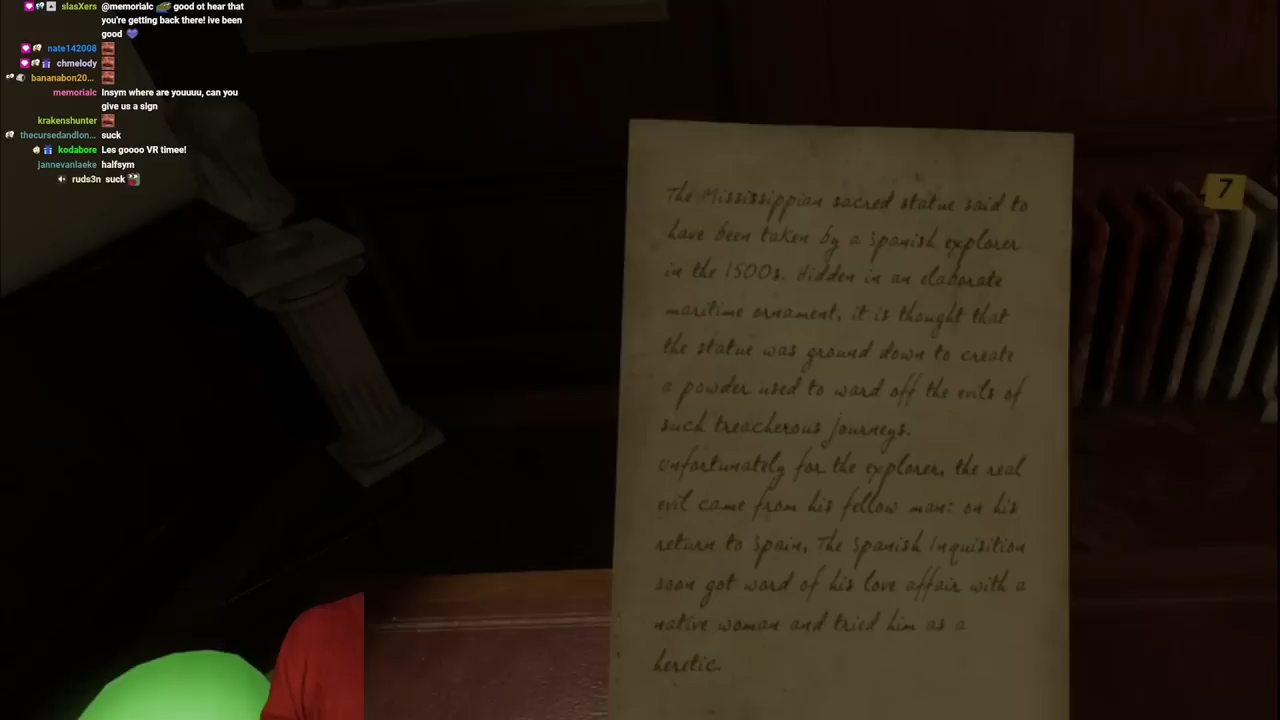 slasXers @memorialc good ot hear that
you're getting back there! ive been
good
nate142008
chmelody
bananabon20...
memorialc Insym where are youuuu, can you
give us a sign
krakenshunter
thecursedandlon... suck
kodabore Les goooo VR timee!
jannevanlaeke halfsym
ruds3n suck
The Mississippian sacred statue said to
have been taken by a Spanish explorer
in the 1500s. Hidden in an elaborate
maritime ornament, it is thought that
the statue was ground down to create
a powder used to ward off the evils of
such treacherous journeys.
Unfortunately for the explorer, the real
evil came from his fellow man: on his
return to Spain, The Spanish Inquisition
soon got word of his love affair with a
native woman and tried him as a
heretic.
7